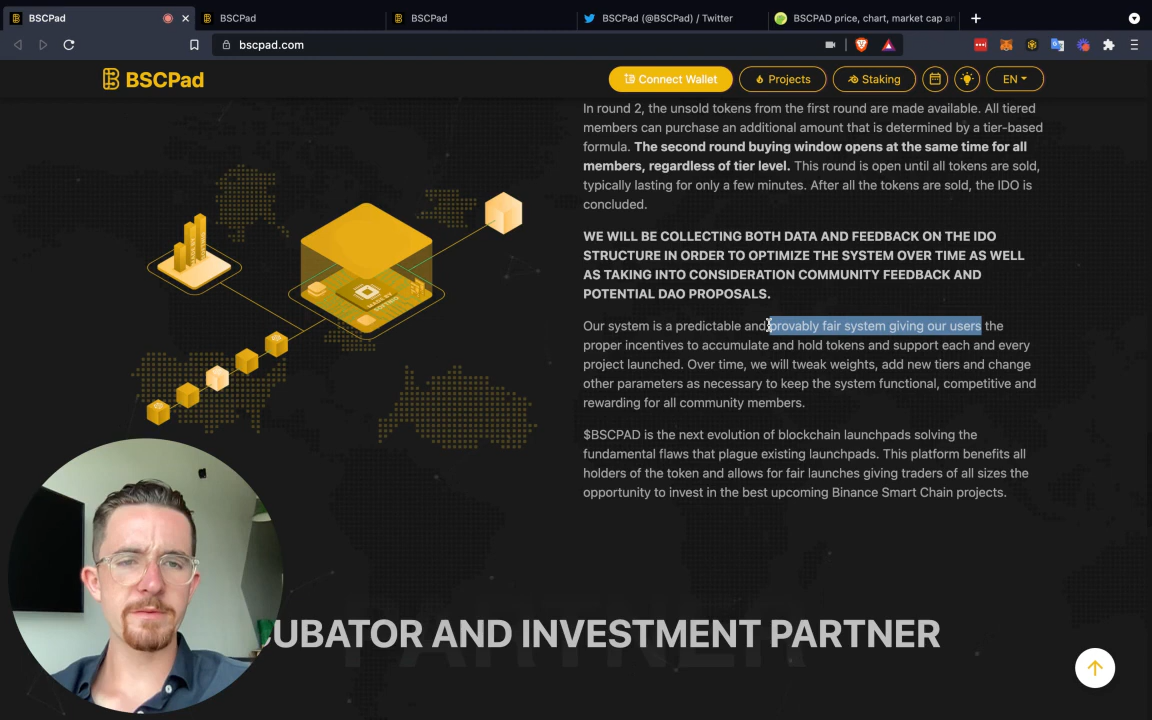 BSCPad
BSCPad
BSCPad
BSCPad (@BSCPad) / Twitter
BSCPAD price, chart, market cap an
bscpad.com
BSCPad
Connect Wallet
Projects
Staking
EN
In round 2, the unsold tokens from the first round are made available. All tiered
members can purchase an additional amount that is determined by a tier-based
formula. The second round buying window opens at the same time for all
members, regardless of tier level. This round is open until all tokens are sold,
typically lasting for only a few minutes. After all the tokens are sold, the IDO is
concluded.
WE WILL BE COLLECTING BOTH DATA AND FEEDBACK ON THE IDO
STRUCTURE IN ORDER TO OPTIMIZE THE SYSTEM OVER TIME AS WELL
AS TAKING INTO CONSIDERATION COMMUNITY FEEDBACK AND
POTENTIAL DAO PROPOSALS.
Our system is a predictable and provably fair system giving our users the
proper incentives to accumulate and hold tokens and support each and every
project launched. Over time, we will tweak weights, add new tiers and change
other parameters as necessary to keep the system functional, competitive and
rewarding for all community members.
$BSCPAD is the next evolution of blockchain launchpads solving the
fundamental flaws that plague existing launchpads. This platform benefits all
holders of the token and allows for fair launches giving traders of all sizes the
opportunity to invest in the best upcoming Binance Smart Chain projects.
CUBATOR AND INVESTMENT PARTNER
PARTNER